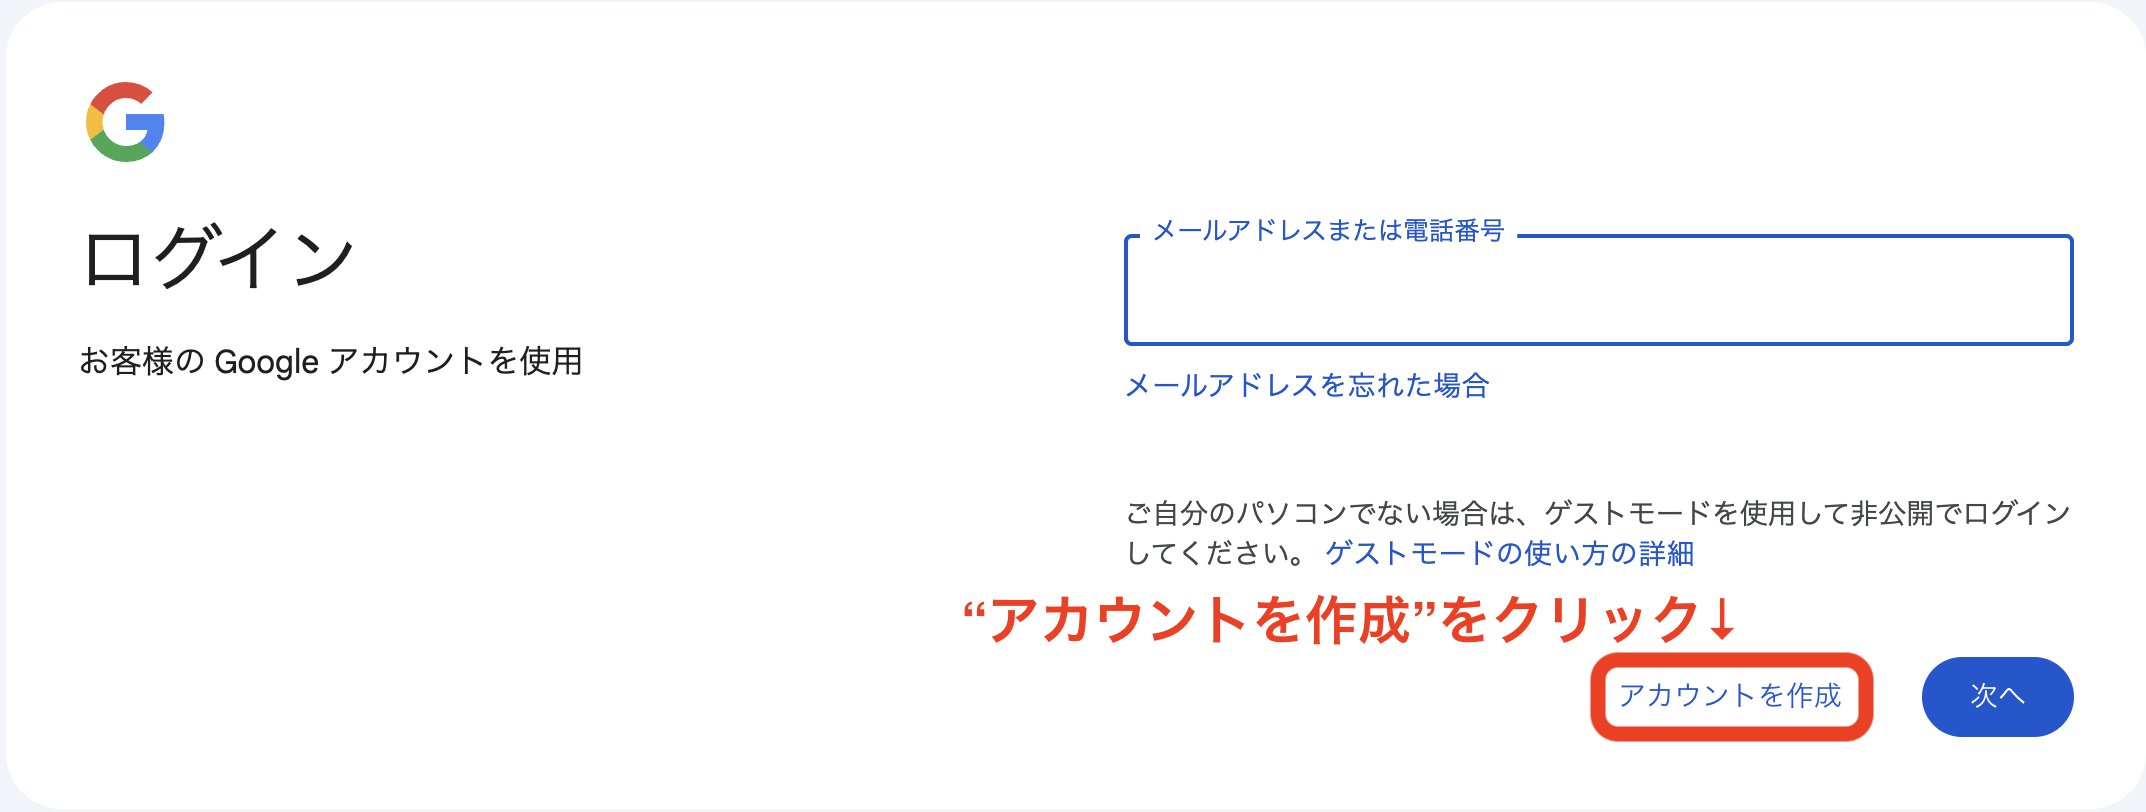 ログイン
お客様の Google アカウントを使用
メールアドレスまたは電話番号
メールアドレスを忘れた場合
ご自分のパソコンでない場合は、ゲストモードを使用して非公開でログイン
してください。 ゲストモードの使い方の詳細
“アカウントを作成”をクリック↓
アカウントを作成
次へ